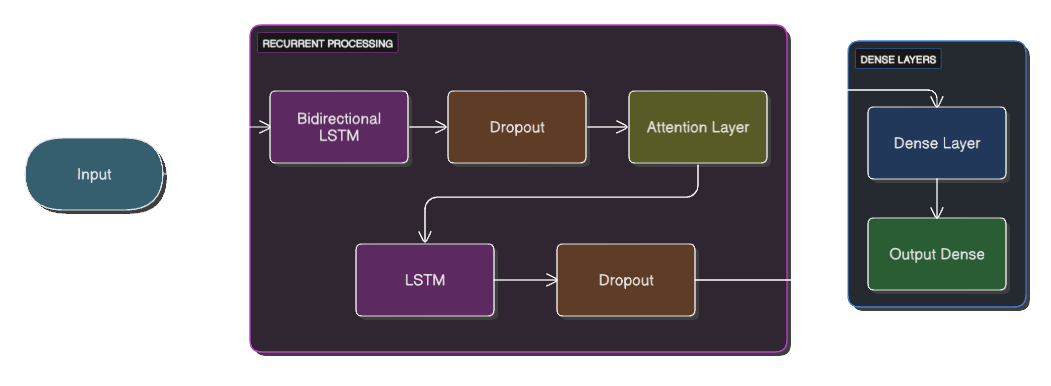 RECURRENT PROCESSING
DENSE LAYERS
Bidirectional
LSTM
Dropout
Attention Layer
Dense Layer
Input
Output Dense
LSTM
Dropout